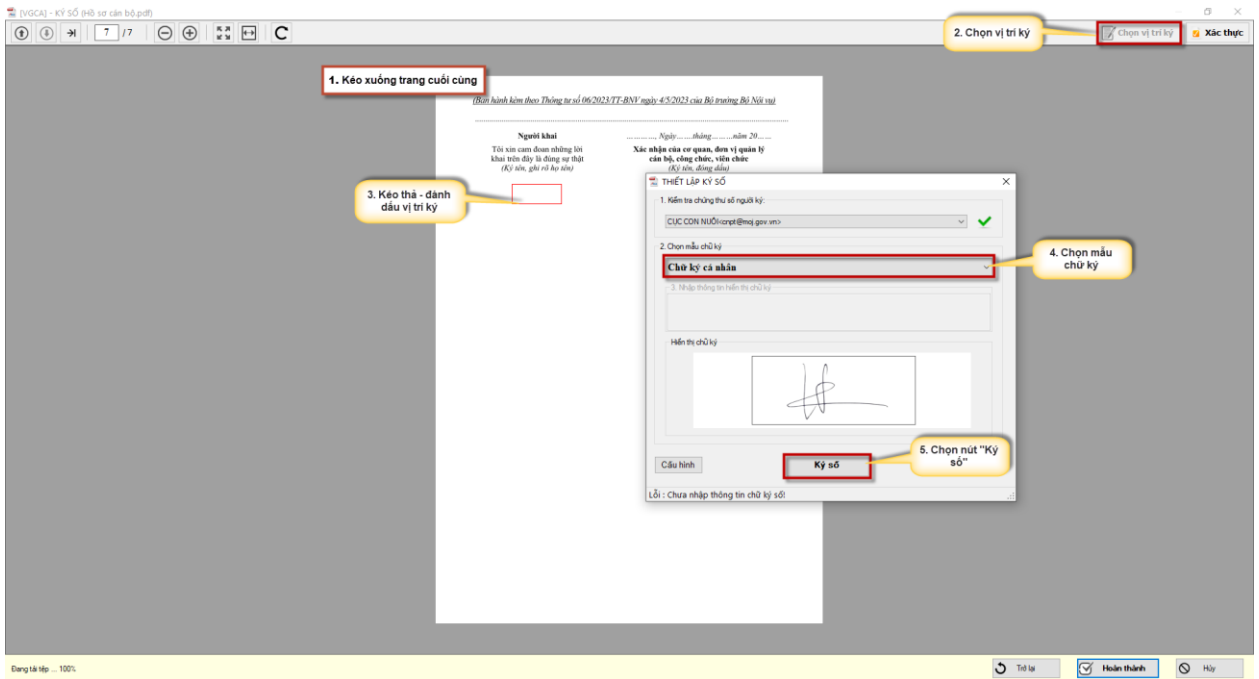 [VGCA] - KÝ SỐ (Hồ sơ cán bộ.pdf)
7 /7
2. Chọn vị trí ký
Chọn vị trí ký
Xác thực
1. Kéo xuống trang cuối cùng
(Ban hành kèm theo Thông tư số 06/2023/TT-BNV ngày 4/5/2023 của Bộ trưởng Bộ Nội vụ)
Người khai
Tôi xin cam đoan những lời
khai trên đây là đúng sự thật
(Ký tên, ghi rõ họ tên)
............, Ngày.......tháng.........năm 20......
Xác nhận của cơ quan, đơn vị quản lý
cán bộ, công chức, viên chức
(Ký tên, đóng dấu)
3. Kéo thả - đánh
dấu vị trí ký
THIẾT LẬP KÝ SỐ
1. Kiểm tra chứng thư số người ký:
CỤC CON NUÔI<cnpt@moj.gov.vn>
2. Chọn mẫu chữ ký
Chữ ký cá nhân
4. Chọn mẫu
chữ ký
3. Nhập thông tin hiển thị chữ ký
Hiển thị chữ ký
5. Chọn nút "Ký
số"
Cấu hình
Ký số
Lỗi : Chưa nhập thông tin chữ ký số!
Đang tải tệp ... 100%
Trở lại
Hoàn thành
Hủy